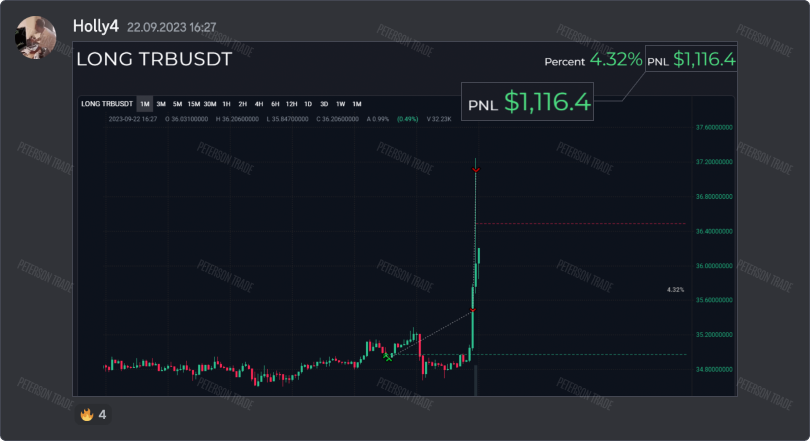 Holly4 22.09.2023 16:27
LONG TRBUSDT
Percent 4.32% PNL $1,116.4
PNL $1,116.4
LONG TRBUSDT 1M 3M 5M 15M 30M 1H 2H 4H 6H 12H 1D 3D 1W 1M
2023-09-22 16:27 O 36.03100000 H 36.20600000 L 35.84700000 C 36.20600000 A 0.99% (0.49%) V 32.23K
37.60000000
37.20000000
36.80000000
36.40000000
36.00000000
4.32%
35.60000000
35.20000000
34.80000000
PETERSON TRADE
4